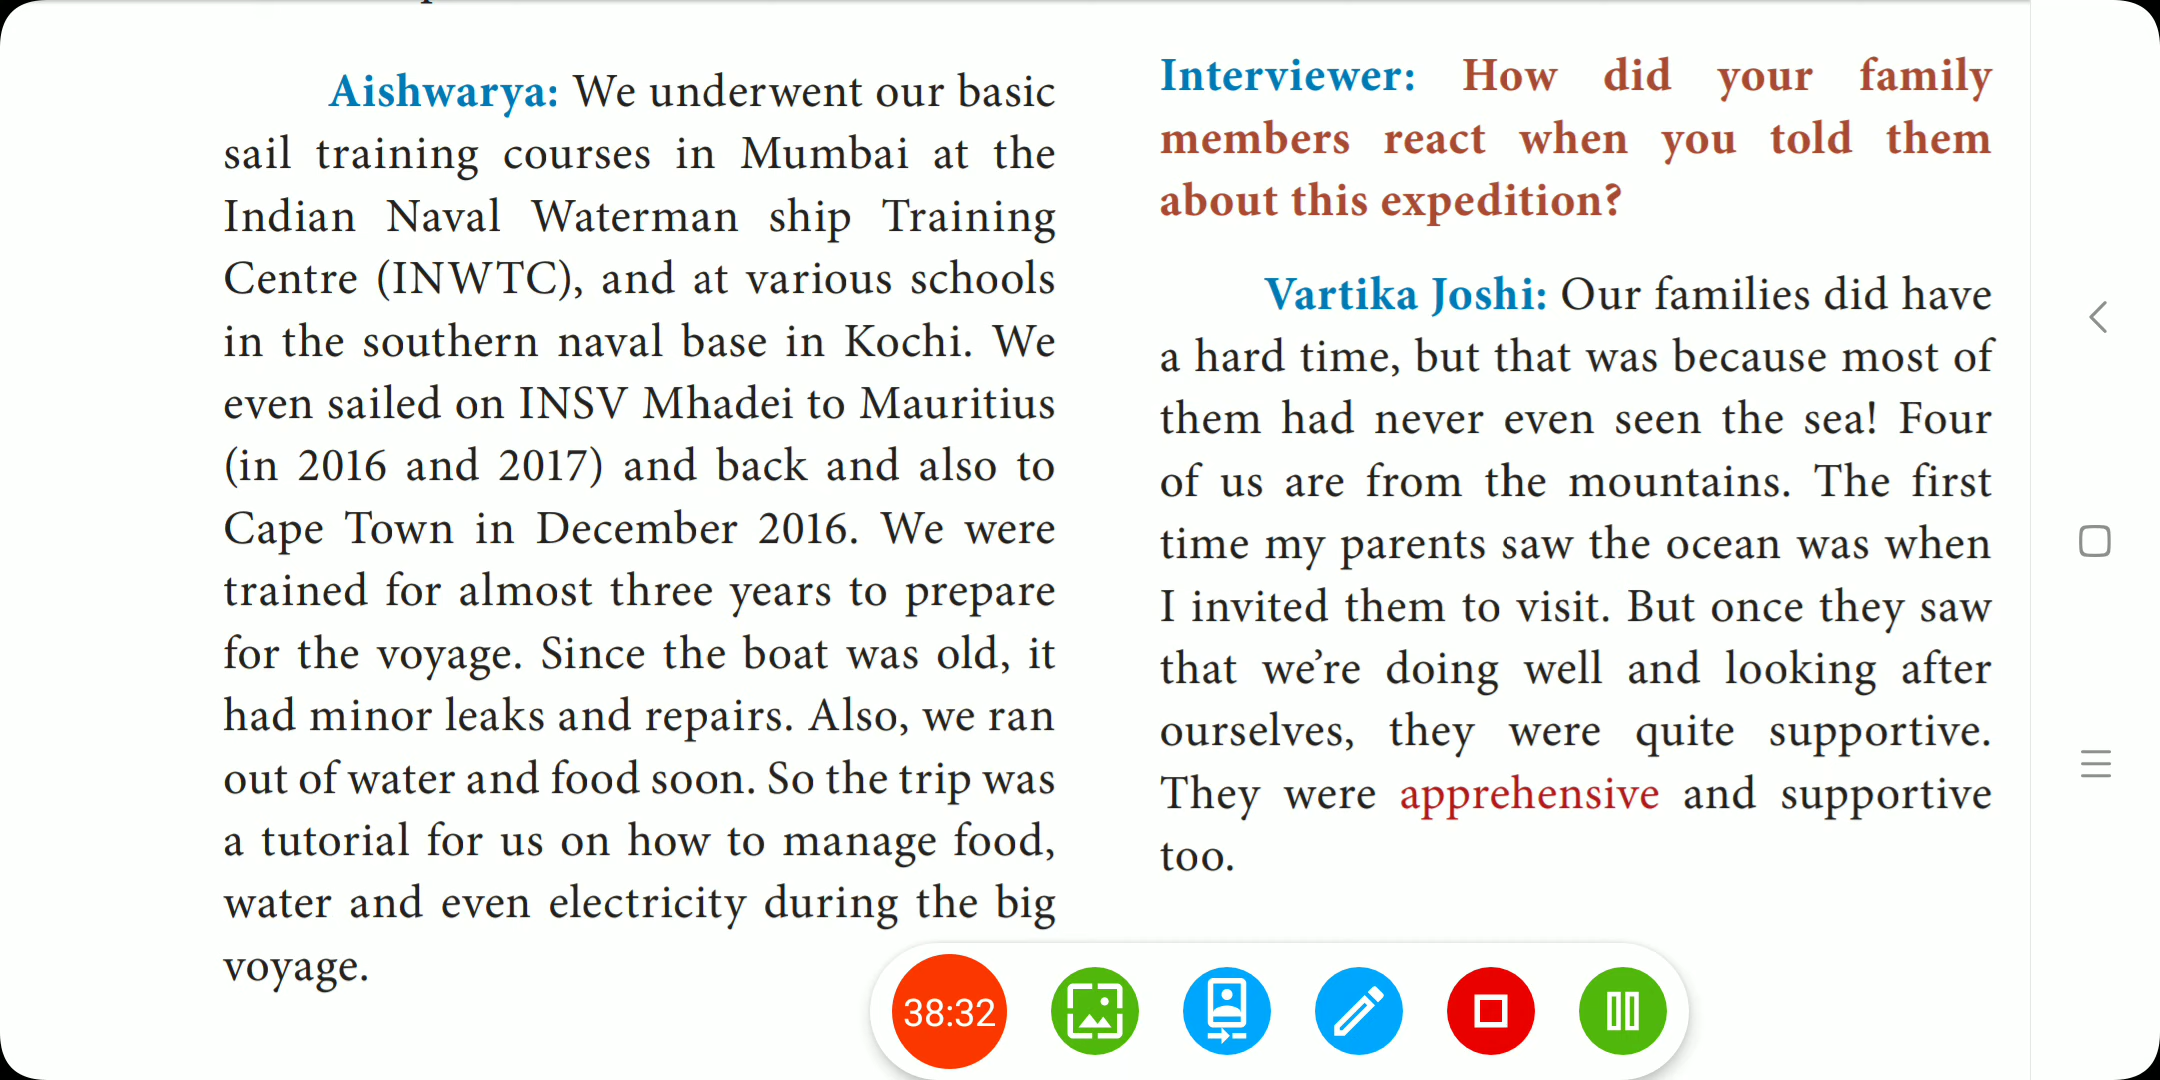 Aishwarya: We underwent our basic
sail training courses in Mumbai at the
Indian Naval Waterman ship Training
Centre (INWTC), and at various schools
in the southern naval base in Kochi. We
even sailed on INSV Mhadei to Mauritius
(in 2016 and 2017) and back and also to
Cape Town in December 2016. We were
trained for almost three years to prepare
for the voyage. Since the boat was old, it
had minor leaks and repairs. Also, we ran
out of water and food soon. So the trip was
a tutorial for us on how to manage food,
water and even electricity during the big
voyage.
Interviewer: How did your family
members react when you told them
about this expedition?
Vartika Joshi: Our families did have
a hard time, but that was because most of
them had never even seen the sea! Four
of us are from the mountains. The first
time my parents saw the ocean was when
I invited them to visit. But once they saw
that we’re doing well and looking after
ourselves, they were quite supportive.
They were apprehensive and supportive
too.
38:32